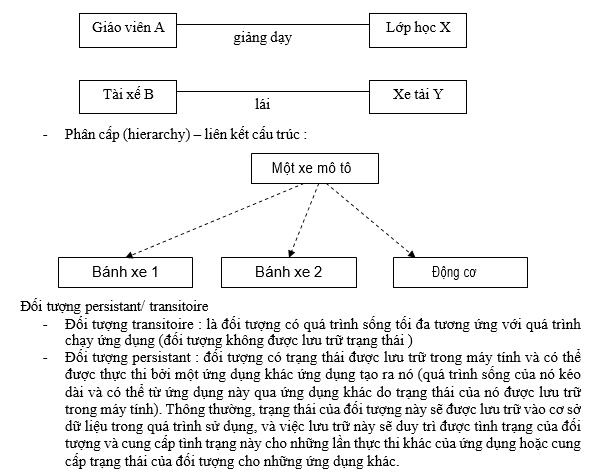 Giáo viên A Lớp học X
giảng dạy
Tài xế B Xe tải Y
lái
- Phân cấp (hierarchy) – liên kết cấu trúc :
Một xe mô tô
Bánh xe 1 Bánh xe 2 Động cơ
Đối tượng persistant/ transitoire
- Đối tượng transitoire : là đối tượng có quá trình sống tối đa tương ứng với quá trình
chạy ứng dụng (đối tượng không được lưu trữ trạng thái )
- Đối tượng persistant : đối tượng có trạng thái được lưu trữ trong máy tính và có thể
được thực thi bởi một ứng dụng khác ứng dụng tạo ra nó (quá trình sống của nó kéo
dài và có thể từ ứng dụng này qua ứng dụng khác do trạng thái của nó được lưu trữ
trong máy tính). Thông thường, trạng thái của đối tượng này sẽ được lưu trữ vào cơ sở
dữ liệu trong quá trình sử dụng, và việc lưu trữ này sẽ duy trì được tình trạng của đối
tượng và cung cấp tình trạng này cho những lần thực thi khác của ứng dụng hoặc cung
cấp trạng thái của đối tượng cho những ứng dụng khác.